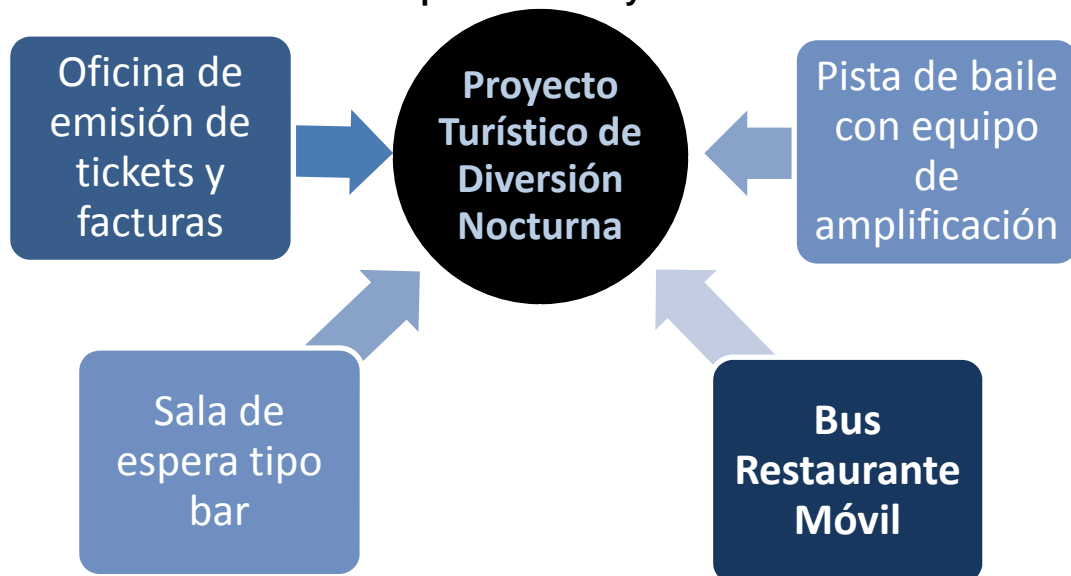 Oficina de
emisión de
tickets y
facturas
Proyecto
Turístico de
Diversión
Nocturna
Pista de baile
con equipo
de
amplificación
Sala de
espera tipo
bar
Bus
Restaurante
Móvil